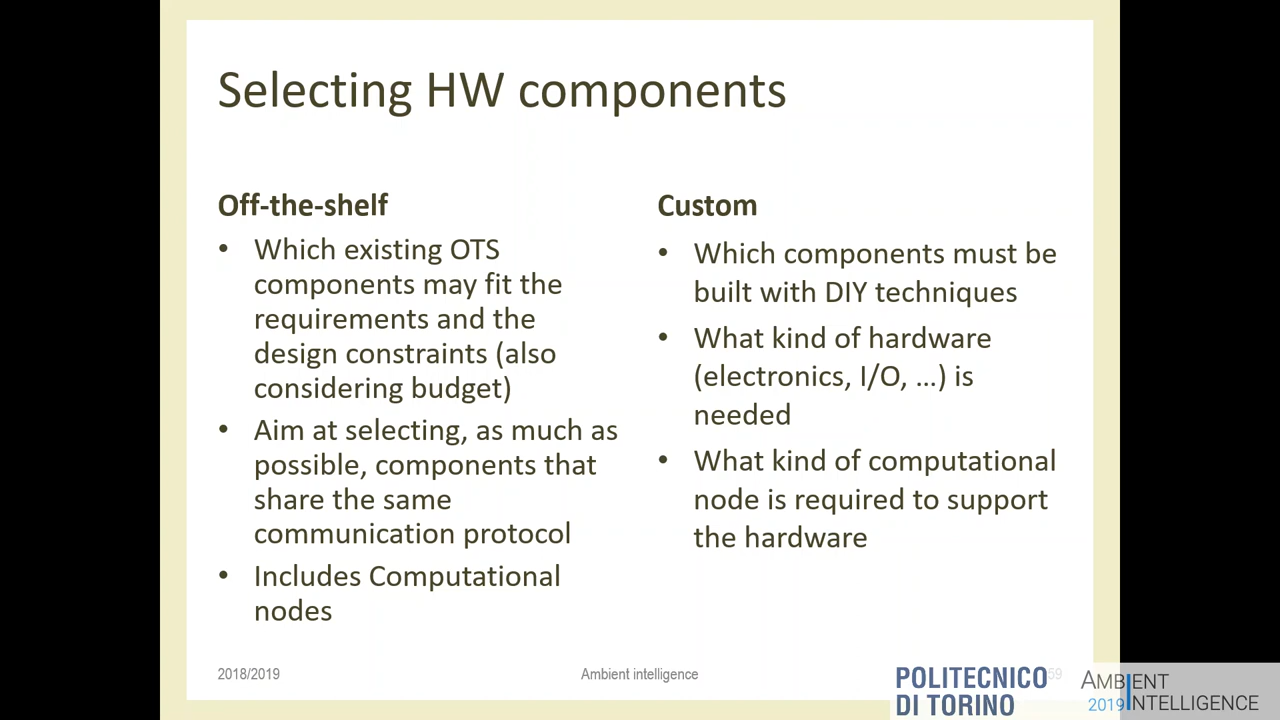 Selecting HW components
Off-the-shelf
• Which existing OTS
components may fit the
requirements and the
design constraints (also
considering budget)
• Aim at selecting, as much as
possible, components that
share the same
communication protocol
• Includes Computational
nodes
Custom
• Which components must be
built with DIY techniques
• What kind of hardware
(electronics, I/O, …) is
needed
• What kind of computational
node is required to support
the hardware
2018/2019
Ambient intelligence
59
POLITECNICO
DI TORINO
AMBIENT
2019 INTELLIGENCE